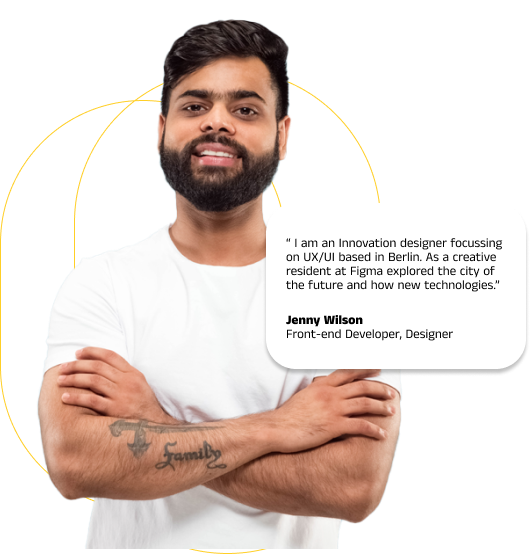 “ I am an Innovation designer focussing
on UX/UI based in Berlin. As a creative
resident at Figma explored the city of
the future and how new technologies.”
Jenny Wilson
Front-end Developer, Designer
Family